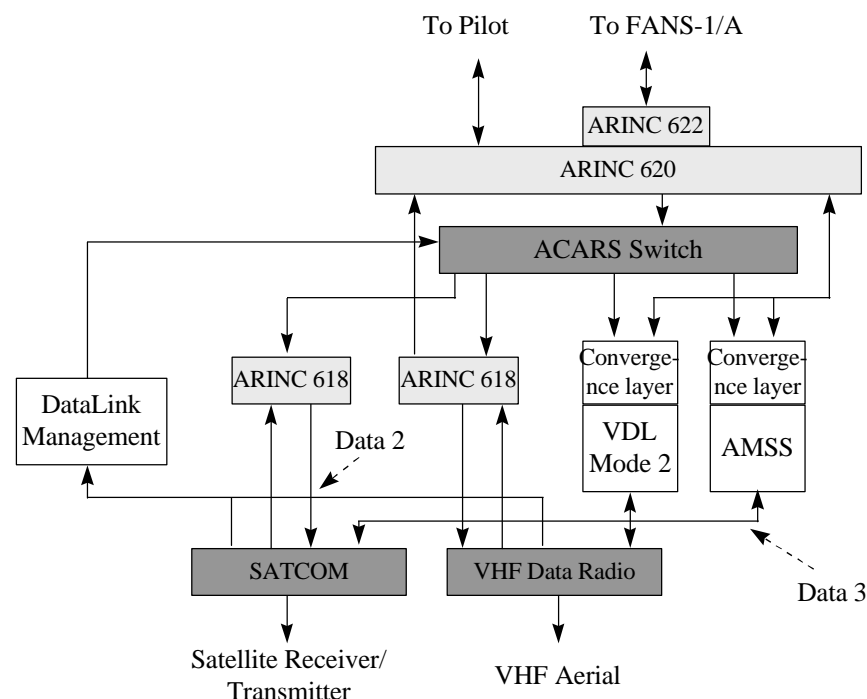 To Pilot
To FANS-1/A
ARINC 622
ARINC 620
ACARS Switch
ARINC 618
ARINC 618
Converge-
nce layer
Converge-
nce layer
DataLink
Management
VDL
Mode 2
AMSS
Data 2
SATCOM
VHF Data Radio
Data 3
Satellite Receiver/
Transmitter
VHF Aerial